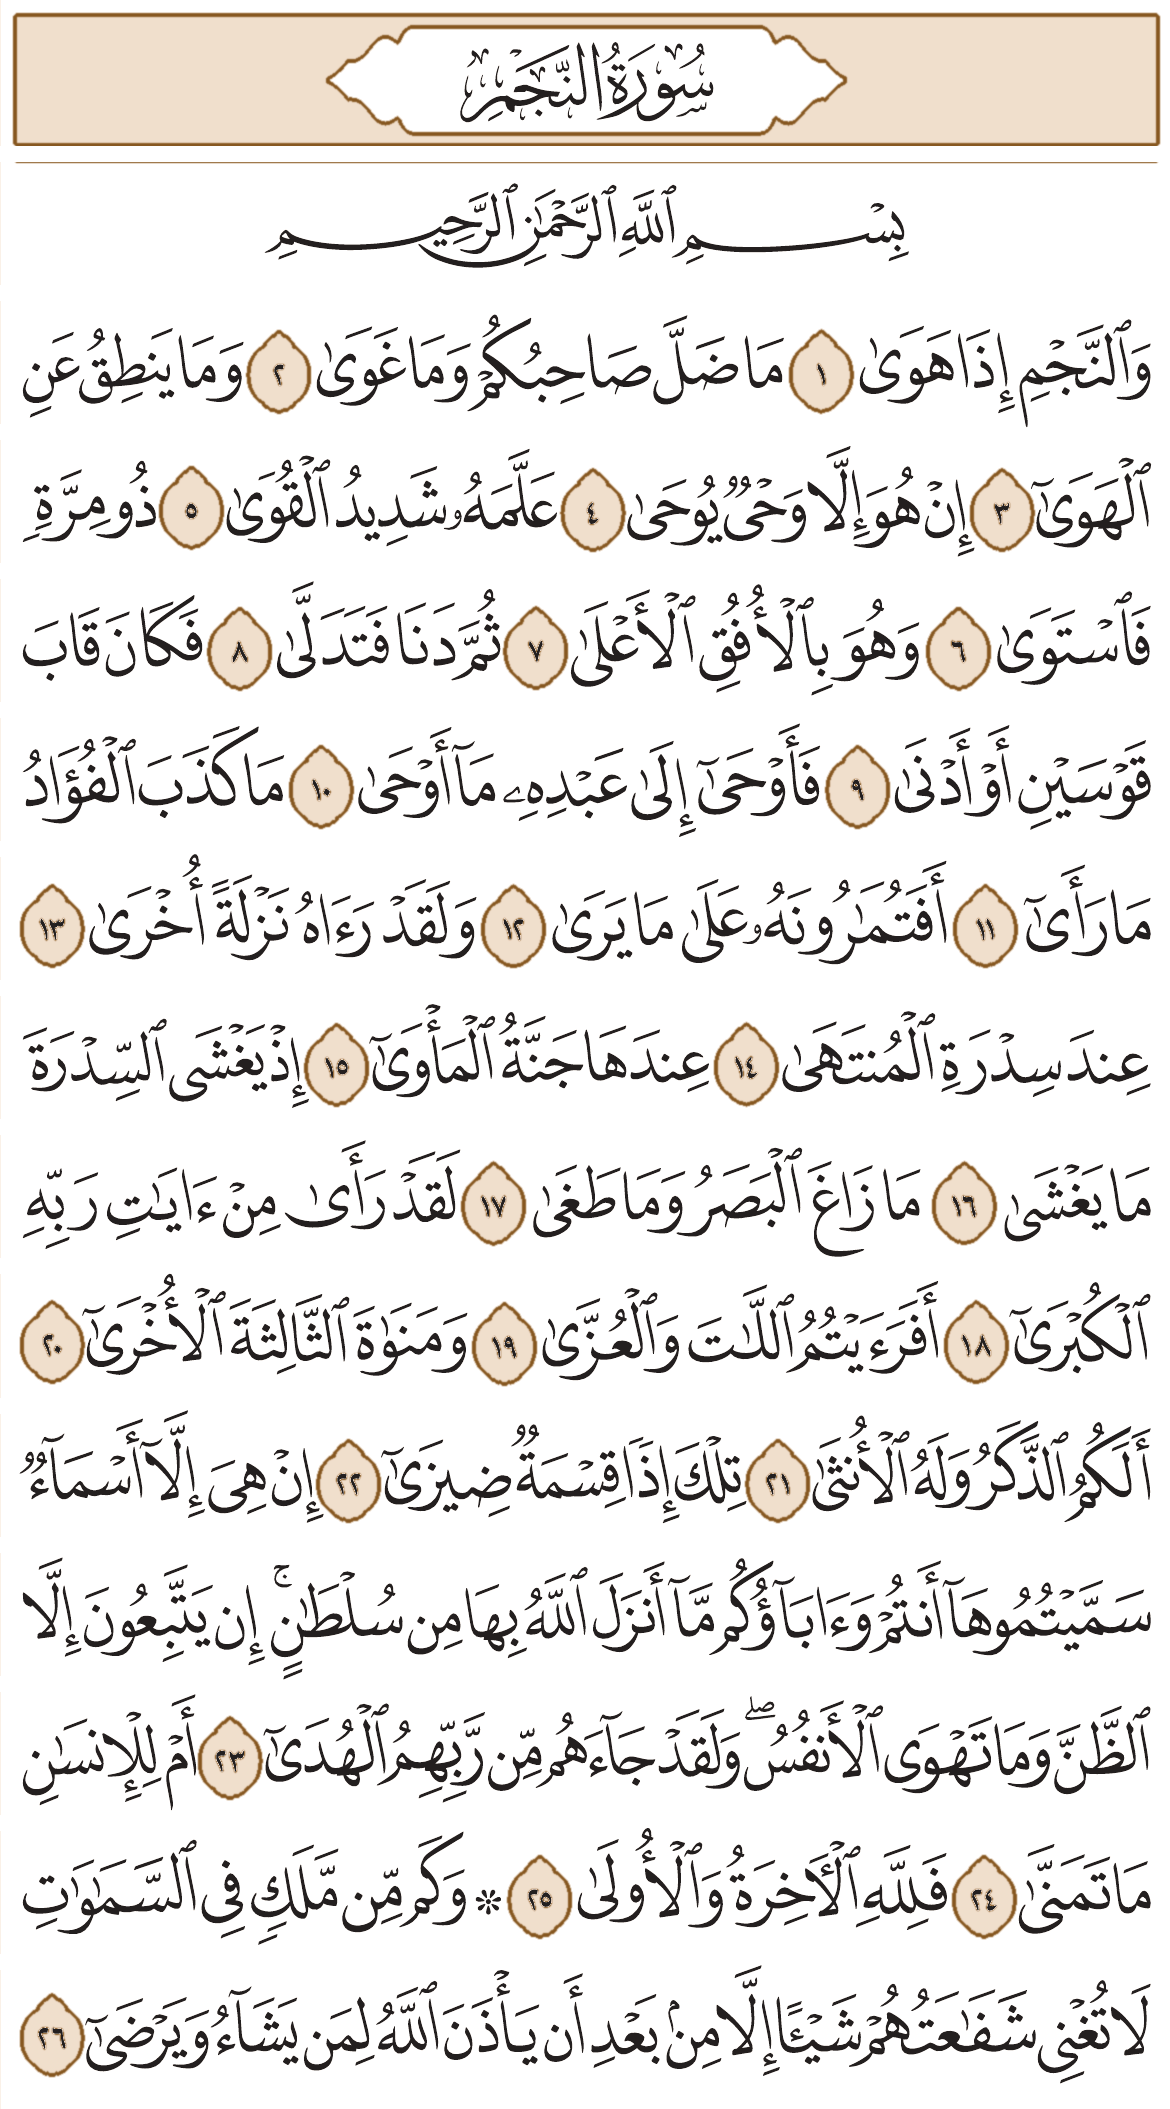 سُورَةُ النَّجۡمِ
بِسۡمِ ٱللَّهِ ٱلرَّحۡمَٰنِ ٱلرَّحِيمِ
وَٱلنَّجۡمِ إِذَا هَوَىٰ ١ مَا ضَلَّ صَاحِبُكُمۡ وَمَا غَوَىٰ ٢ وَمَا يَنطِقُ عَنِ
ٱلۡهَوَىٰٓ ٣ إِنۡ هُوَ إِلَّا وَحۡيٞ يُوحَىٰ ٤ عَلَّمَهُۥ شَدِيدُ ٱلۡقُوَىٰ ٥ ذُو مِرَّةٖ
فَٱسۡتَوَىٰ ٦ وَهُوَ بِٱلۡأُفُقِ ٱلۡأَعۡلَىٰ ٧ ثُمَّ دَنَا فَتَدَلَّىٰ ٨ فَكَانَ قَابَ
قَوۡسَيۡنِ أَوۡ أَدۡنَىٰ ٩ فَأَوۡحَىٰٓ إِلَىٰ عَبۡدِهِۦ مَآ أَوۡحَىٰ ١٠ مَا كَذَبَ ٱلۡفُؤَادُ
مَا رَأَىٰٓ ١١ أَفَتُمَٰرُونَهُۥ عَلَىٰ مَا يَرَىٰ ١٢ وَلَقَدۡ رَءَاهُ نَزۡلَةً أُخۡرَىٰ ١٣
عِندَ سِدۡرَةِ ٱلۡمُنتَهَىٰ ١٤ عِندَهَا جَنَّةُ ٱلۡمَأۡوَىٰٓ ١٥ إِذۡ يَغۡشَى ٱلسِّدۡرَةَ
مَا يَغۡشَىٰ ١٦ مَا زَاغَ ٱلۡبَصَرُ وَمَا طَغَىٰ ١٧ لَقَدۡ رَأَىٰ مِنۡ ءَايَٰتِ رَبِّهِ
ٱلۡكُبۡرَىٰٓ ١٨ أَفَرَءَيۡتُمُ ٱللَّٰتَ وَٱلۡعُزَّىٰ ١٩ وَمَنَوٰةَ ٱلثَّالِثَةَ ٱلۡأُخۡرَىٰٓ ٢٠
أَلَكُمُ ٱلذَّكَرُ وَلَهُ ٱلۡأُنثَىٰ ٢١ تِلۡكَ إِذٗا قِسۡمَةٞ ضِيزَىٰٓ ٢٢ إِنۡ هِيَ إِلَّآ أَسۡمَآءٞ
سَمَّيۡتُمُوهَآ أَنتُمۡ وَءَابَآؤُكُم مَّآ أَنزَلَ ٱللَّهُ بِهَا مِن سُلۡطَٰنٍۚ إِن يَتَّبِعُونَ إِلَّا
ٱلظَّنَّ وَمَا تَهۡوَى ٱلۡأَنفُسُۖ وَلَقَدۡ جَآءَهُم مِّن رَّبِّهِمُ ٱلۡهُدَىٰٓ ٢٣ أَمۡ لِلۡإِنسَٰنِ
مَا تَمَنَّىٰ ٢٤ فَلِلَّهِ ٱلۡأٓخِرَةُ وَٱلۡأُولَىٰ ٢٥ ۞ وَكَم مِّن مَّلَكٖ فِي ٱلسَّمَٰوَٰتِ
لَا تُغۡنِي شَفَٰعَتُهُمۡ شَيۡـًٔا إِلَّا مِنۢ بَعۡدِ أَن يَأۡذَنَ ٱللَّهُ لِمَن يَشَآءُ وَيَرۡضَىٰٓ ٢٦